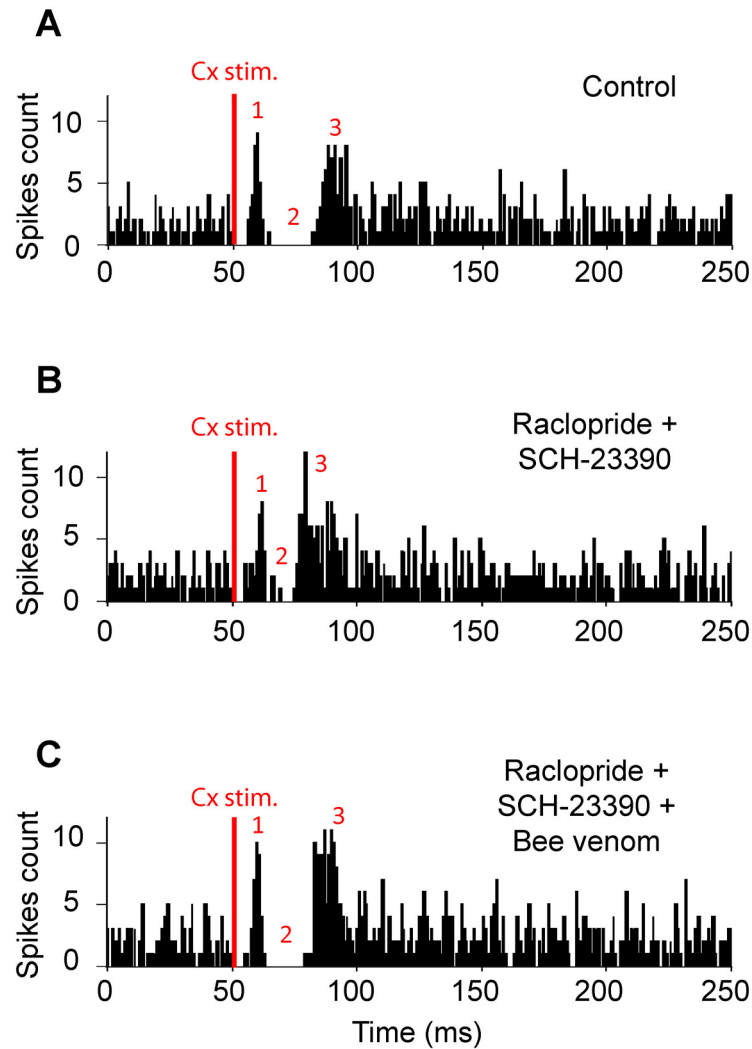 A
Cx stim.
1
3
Control
2
Spikes count
10
5
0
0 50 100 150 200 250
B
Cx stim.
Raclopride +
SCH-23390
1
3
2
Spikes count
10
5
0
0 50 100 150 200 250
C
Cx stim.
Raclopride +
SCH-23390 +
Bee venom
1
3
2
Spikes count
10
5
0
0 50 100 150 200 250
Time (ms)